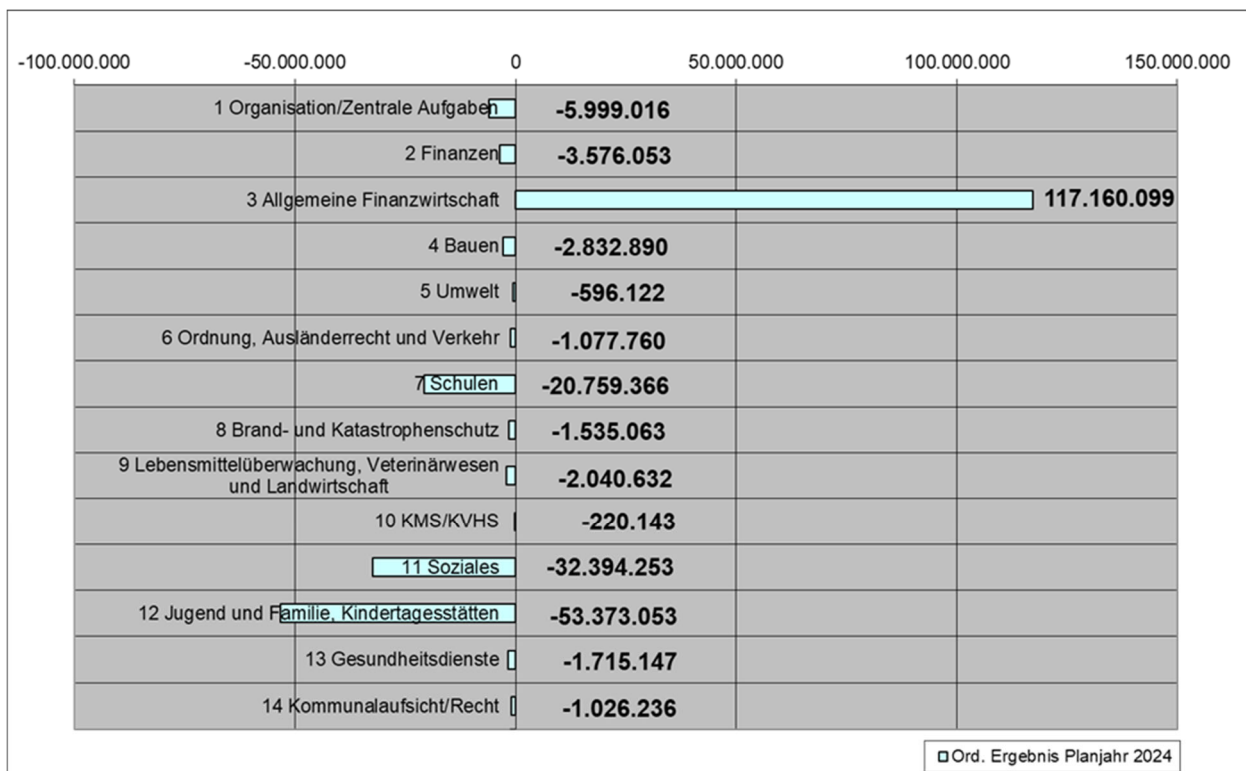 -100.000.000 -50.000.000 0 50.000.000 100.000.000 150.000.000
1 Organisation/Zentrale Aufgaben -5.999.016
2 Finanzen -3.576.053
3 Allgemeine Finanzwirtschaft 117.160.099
4 Bauen -2.832.890
5 Umwelt -596.122
6 Ordnung, Ausländerrecht und Verkehr -1.077.760
7 Schulen -20.759.366
8 Brand- und Katastrophenschutz -1.535.063
9 Lebensmittelüberwachung, Veterinärwesen
und Landwirtschaft -2.040.632
10 KMS/KVHS -220.143
11 Soziales -32.394.253
12 Jugend und Familie, Kindertagesstätten -53.373.053
13 Gesundheitsdienste -1.715.147
14 Kommunalaufsicht/Recht -1.026.236
Ord. Ergebnis Planjahr 2024